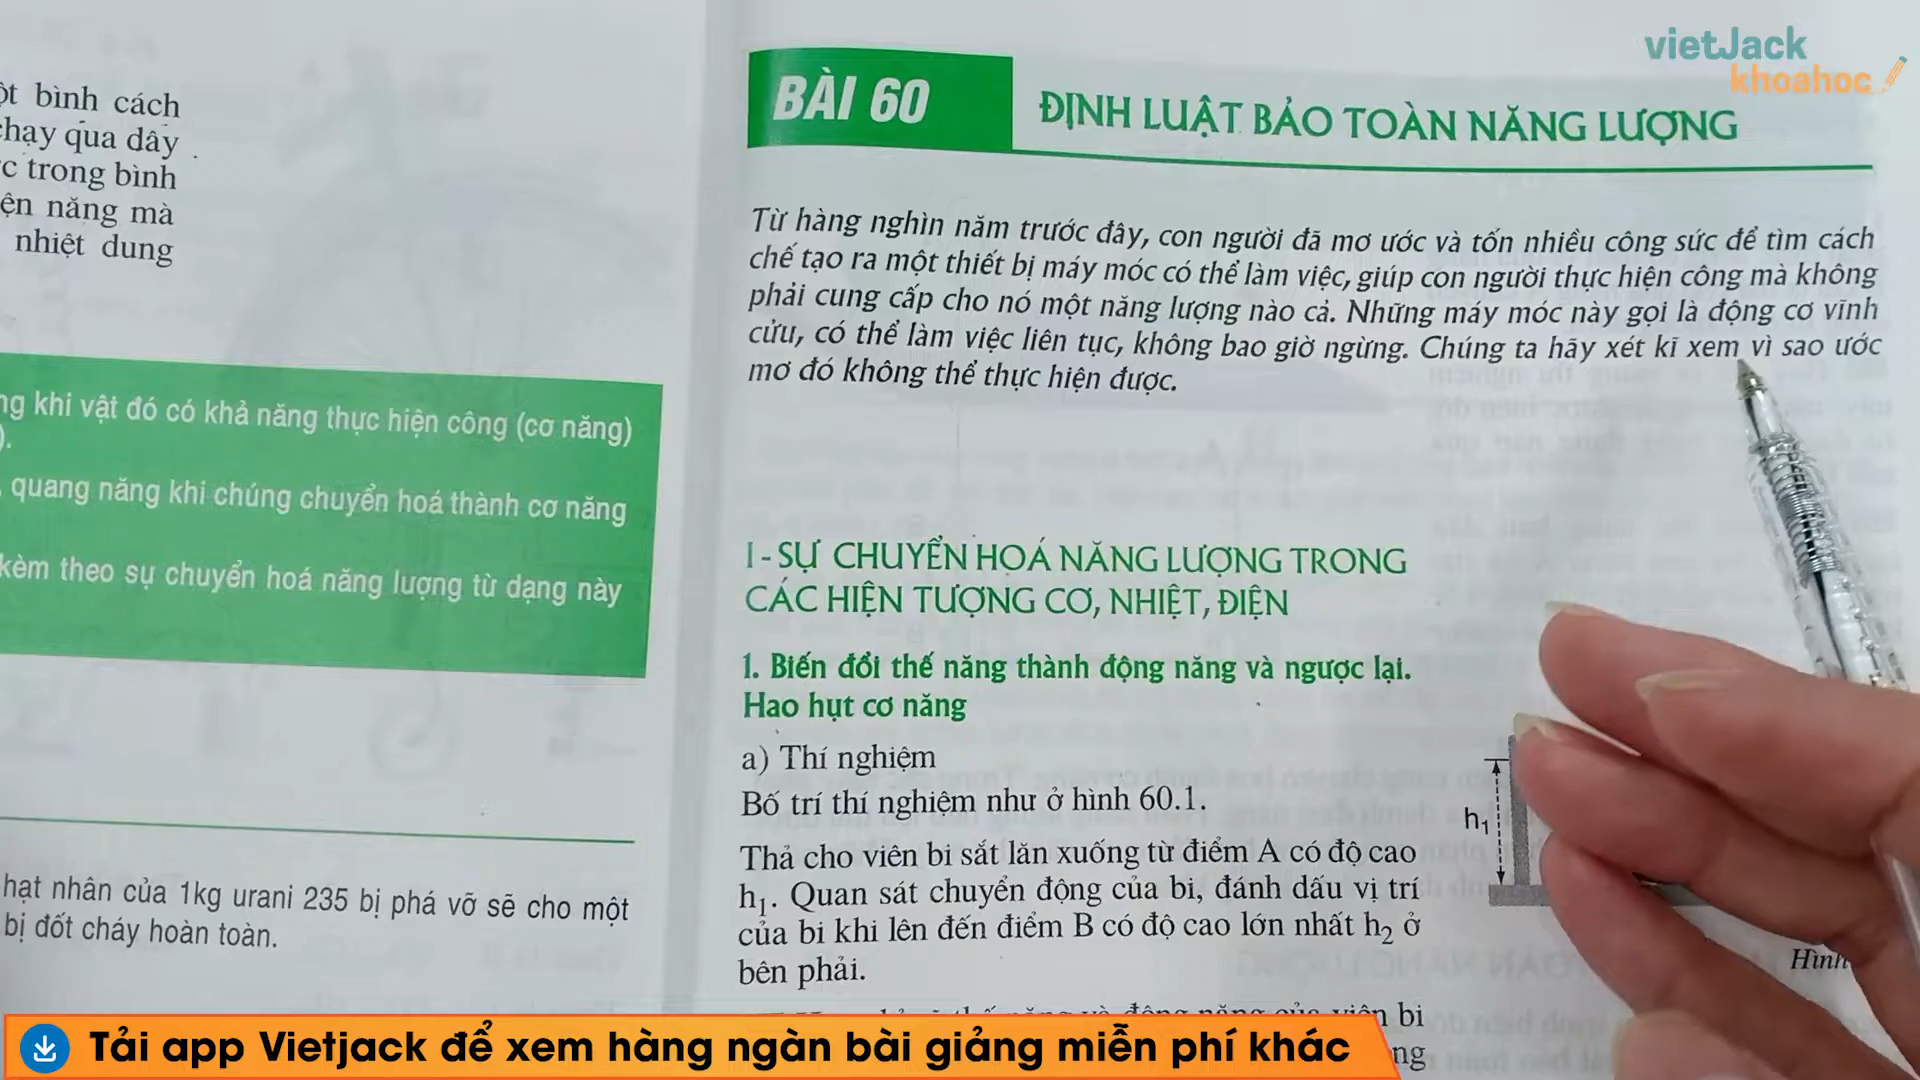 vietJack
khoahoc
bình cách
chạy qua dây
trong bình
năng mà
nhiệt dung
khi vật đó có khả năng thực hiện công (cơ năng)
quang năng khi chúng chuyển hoá thành cơ năng
kèm theo sự chuyển hoá năng lượng từ dạng này
hạt nhân của 1kg urani 235 bị phá vỡ sẽ cho một
bị đốt cháy hoàn toàn.
BÀI 60
ĐỊNH LUẬT BẢO TOÀN NĂNG LƯỢNG
Từ hàng nghìn năm trước đây, con người đã mơ ước và tốn nhiều công sức để tìm cách
chế tạo ra một thiết bị máy móc có thể làm việc, giúp con người thực hiện công mà không
phải cung cấp cho nó một năng lượng nào cả. Những máy móc này gọi là động cơ vĩnh
cửu, có thể làm việc liên tục, không bao giờ ngừng. Chúng ta hãy xét kĩ xem vì sao ước
mơ đó không thể thực hiện được.
I - SỰ CHUYỂN HOÁ NĂNG LƯỢNG TRONG
CÁC HIỆN TƯỢNG CƠ, NHIỆT, ĐIỆN
1. Biến đổi thế năng thành động năng và ngược lại.
Hao hụt cơ năng
a) Thí nghiệm
Bố trí thí nghiệm như ở hình 60.1.
Thả cho viên bi sắt lăn xuống từ điểm A có độ cao
h1. Quan sát chuyển động của bi, đánh dấu vị trí
của bi khi lên đến điểm B có độ cao lớn nhất h2 ở
bên phải.
h1
Hình
bi
Tải app Vietjack để xem hàng ngàn bài giảng miễn phí khác